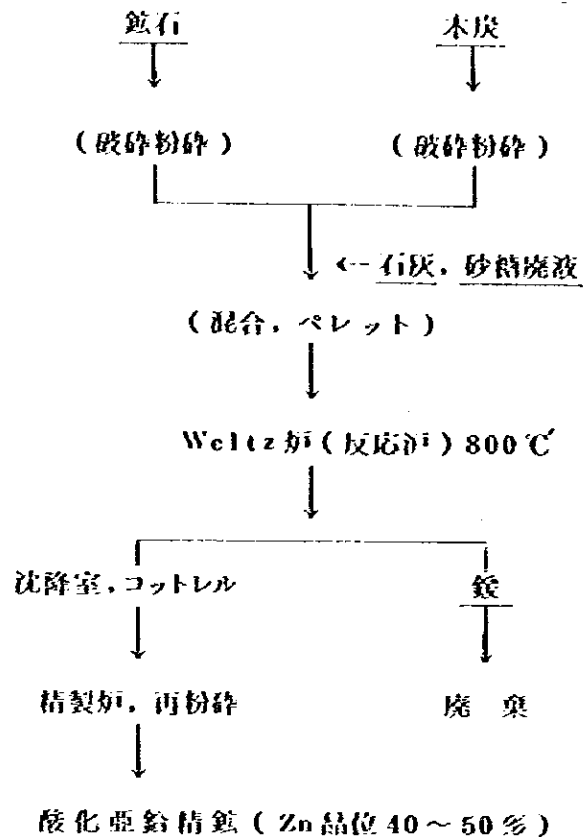 鉱石 木炭
(破砕粉砕) (破砕粉砕)
石灰,砂糖廃液
(混合,ペレット)
Weltz炉(反応炉)800℃
沈降室,コットレル 鍰
精製炉,再粉砕 廃棄
酸化亜鉛精鉱(Zn品位40~50%)